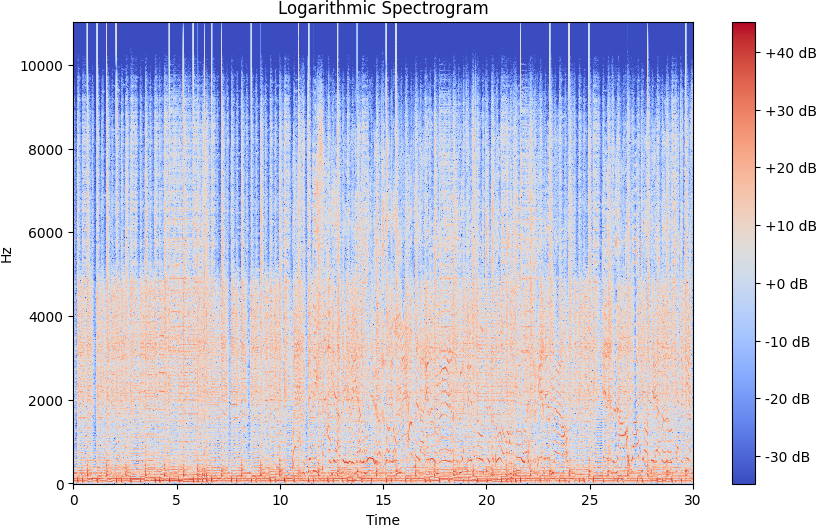 Logarithmic Spectrogram
Hz
10000
8000
6000
4000
2000
0
0 5 10 15 20 25 30
Time
+40 dB
+30 dB
+20 dB
+10 dB
+0 dB
-10 dB
-20 dB
-30 dB